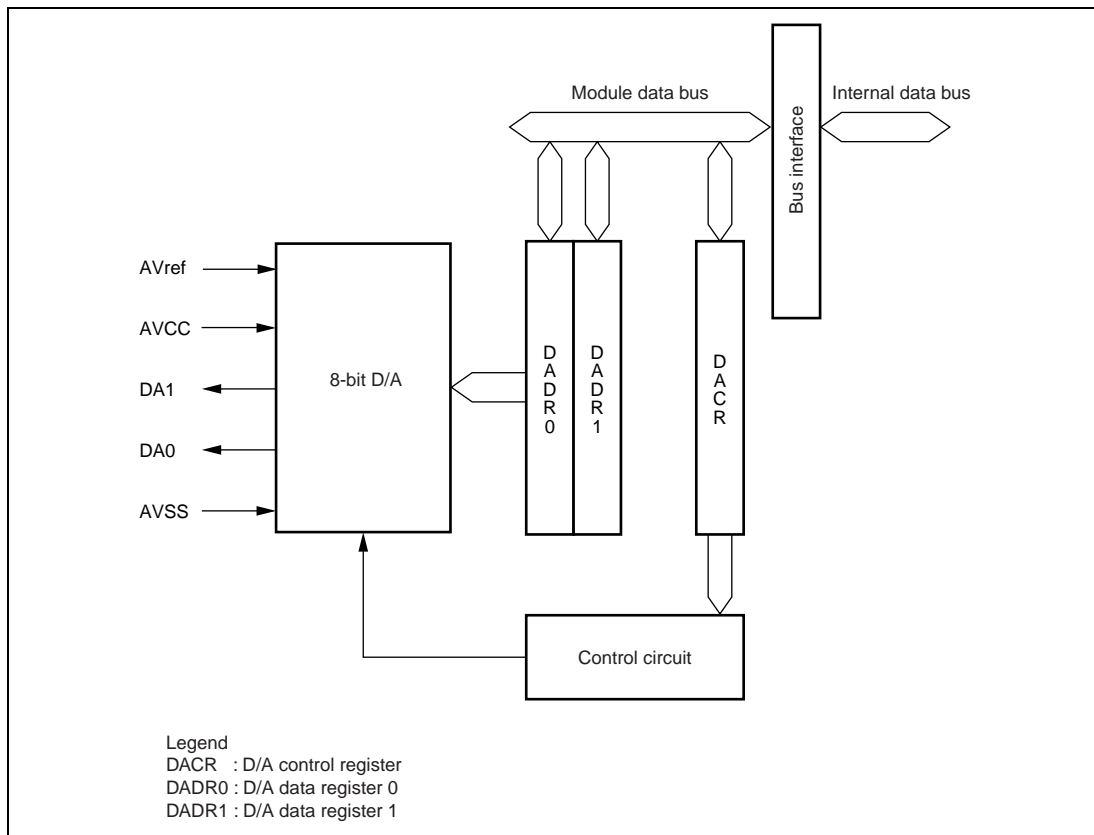 Module data bus
Internal data bus
Bus interface
AVref
AVCC
DA1
DA0
AVSS
8-bit D/A
DADR0
DADR1
DACR
Control circuit
Legend
DACR : D/A control register
DADR0 : D/A data register 0
DADR1 : D/A data register 1